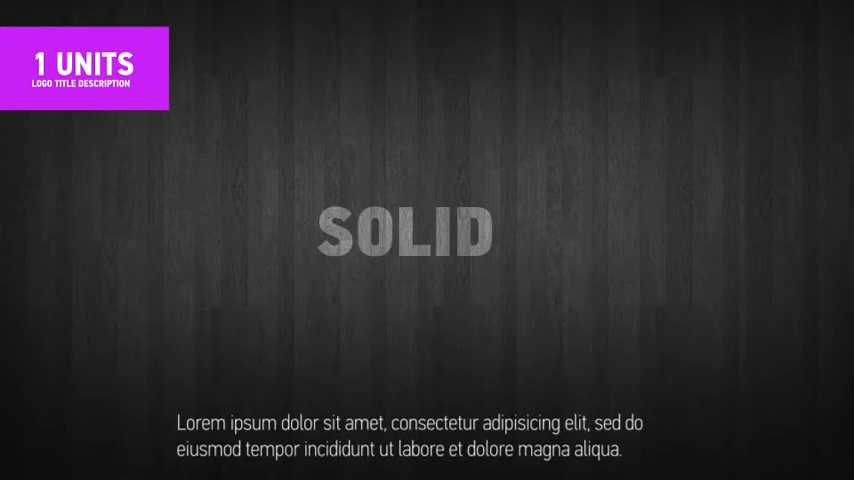 1 UNITS
LOGO TITLE DESCRIPTION
SOLID
Lorem ipsum dolor sit amet, consectetur adipisicing elit, sed do
eiusmod tempor incididunt ut labore et dolore magna aliqua.